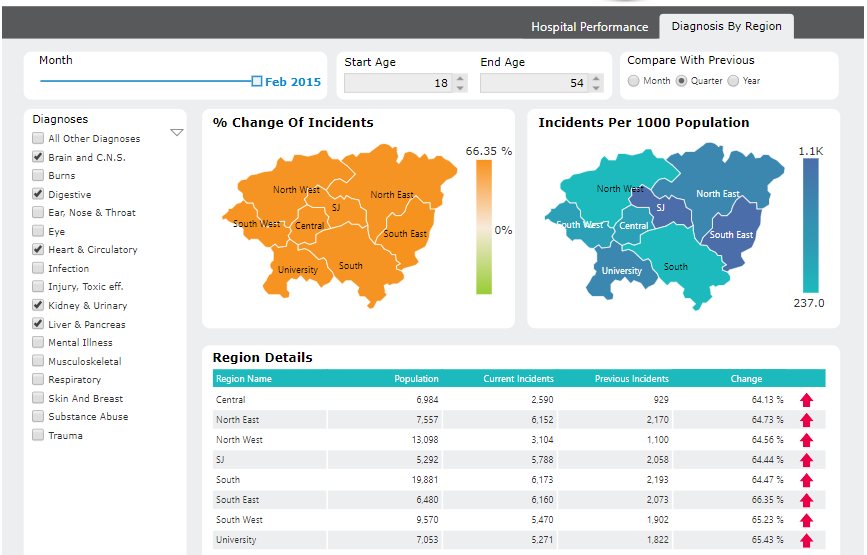 Hospital Performance Diagnosis By Region
Month
Feb 2015
Start Age End Age
18 54
Compare With Previous
Month Quarter Year
Diagnoses
All Other Diagnoses
Brain and C.N.S.
Burns
Digestive
Ear, Nose & Throat
Eye
Heart & Circulatory
Infection
Injury, Toxic eff.
Kidney & Urinary
Liver & Pancreas
Mental Illness
Musculoskeletal
Respiratory
Skin And Breast
Substance Abuse
Trauma
% Change Of Incidents
66.35 %
0%
North West
North East
SJ
South West
Central
South East
University
South
Incidents Per 1000 Population
1.1K
237.0
North West
North East
SJ
South West
Central
South East
University
South
Region Details
Region Name Population Current Incidents Previous Incidents Change
Central 6,984 2,590 929 64.13 %
North East 7,557 6,152 2,170 64.73 %
North West 13,098 3,104 1,100 64.56 %
SJ 5,292 5,788 2,058 64.44 %
South 19,881 6,173 2,193 64.47 %
South East 6,480 6,160 2,073 66.35 %
South West 9,570 5,470 1,902 65.23 %
University 7,053 5,271 1,822 65.43 %